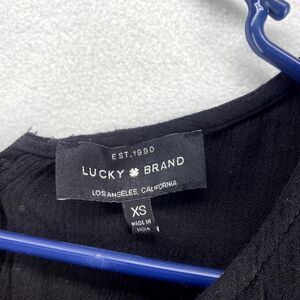 EST.1990
LUCKY BRAND
LOS ANGELES, CALIFORNIA
XS
MADE IN
INDIA